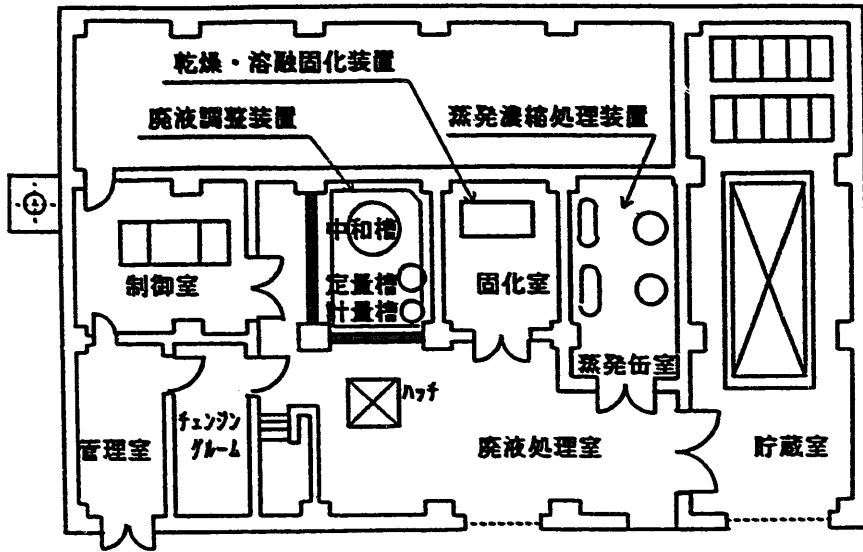 乾燥・溶融固化装置
廃液調整装置
蒸発濃縮処理装置
中和槽
定量槽
計量槽
制御室
固化室
蒸発缶室
ハッチ
チェンジン
グルーム
管理室
廃液処理室
貯蔵室